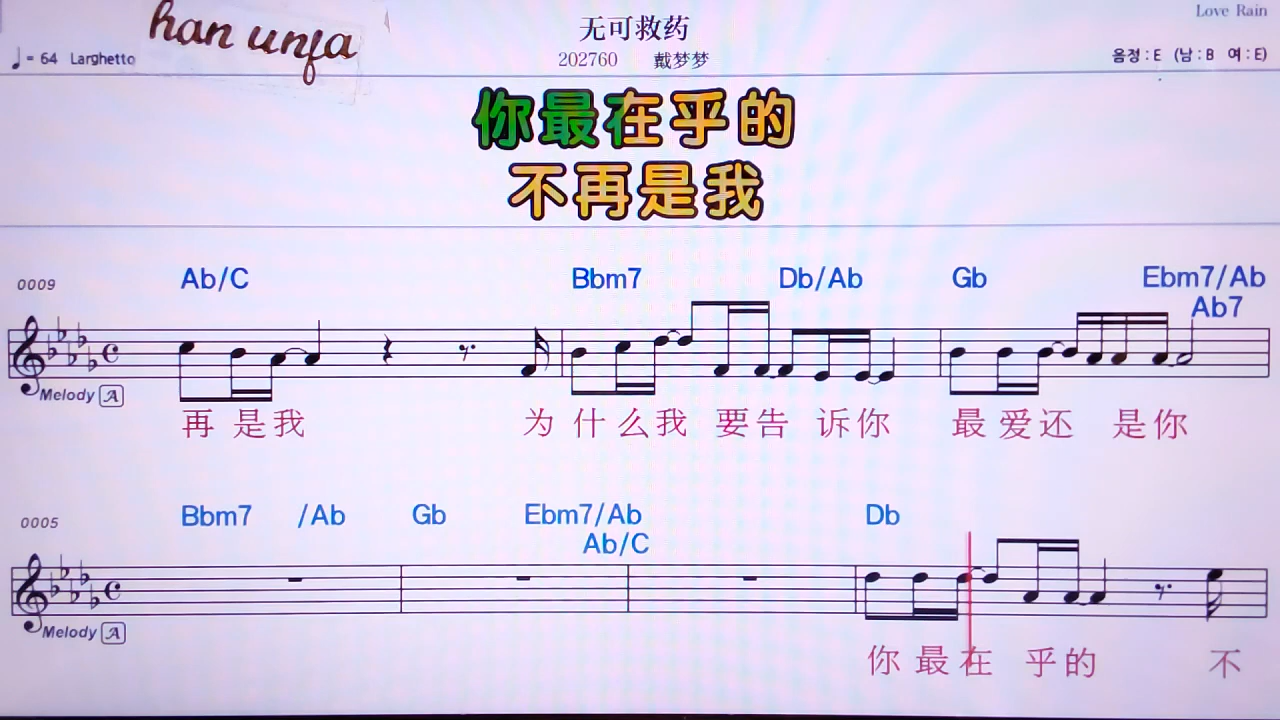 han unfa
无可救药
Love Rain
♩= 64 Larghetto
202760 戴梦梦
음정 : E (남 : B 여 : E)
你最在乎的
不再是我
0009 Ab/C Bbm7 Db/Ab Gb Ebm7/Ab
Ab7
Melody A
再是我 为什么我要告诉你 最爱还是你
0005 Bbm7 /Ab Gb Ebm7/Ab Db
Ab/C
Melody A
你最在乎的 不